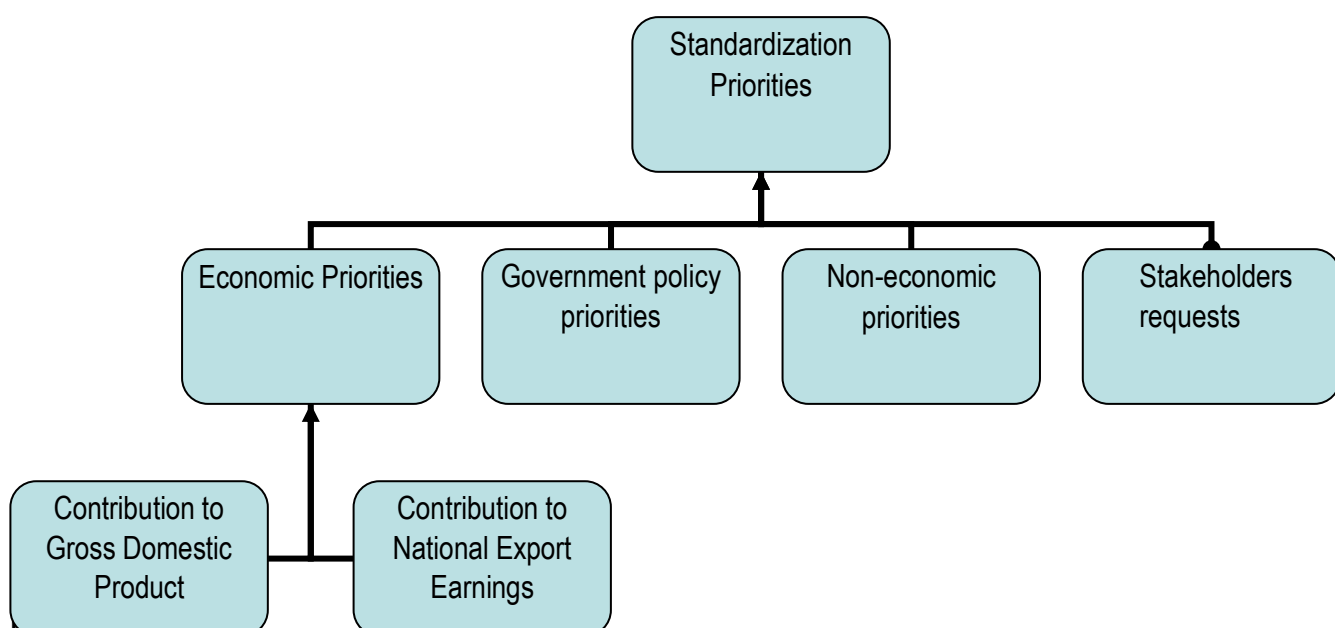 Standardization
Priorities
Economic Priorities
Government policy
priorities
Non-economic
priorities
Stakeholders
requests
Contribution to
Gross Domestic
Product
Contribution to
National Export
Earnings